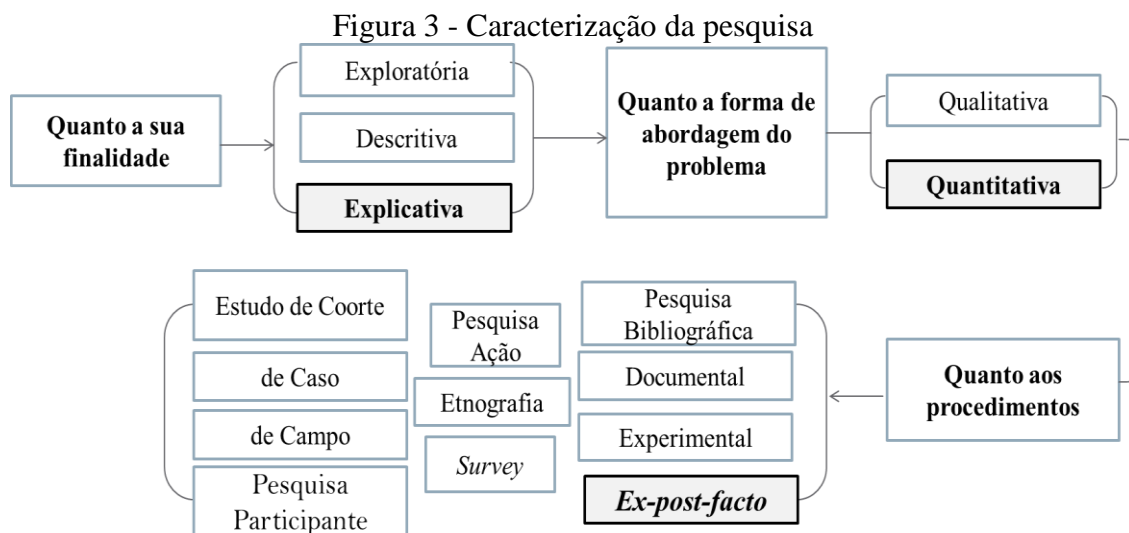 Figura 3 - Caracterização da pesquisa
Quanto a sua
finalidade
Exploratória
Descritiva
Explicativa
Quanto a forma de
abordagem do
problema
Qualitativa
Quantitativa
Quanto aos
procedimentos
Pesquisa
Bibliográfica
Documental
Experimental
Ex-post-facto
Pesquisa
Ação
Etnografia
Survey
Estudo de Coorte
de Caso
de Campo
Pesquisa
Participante